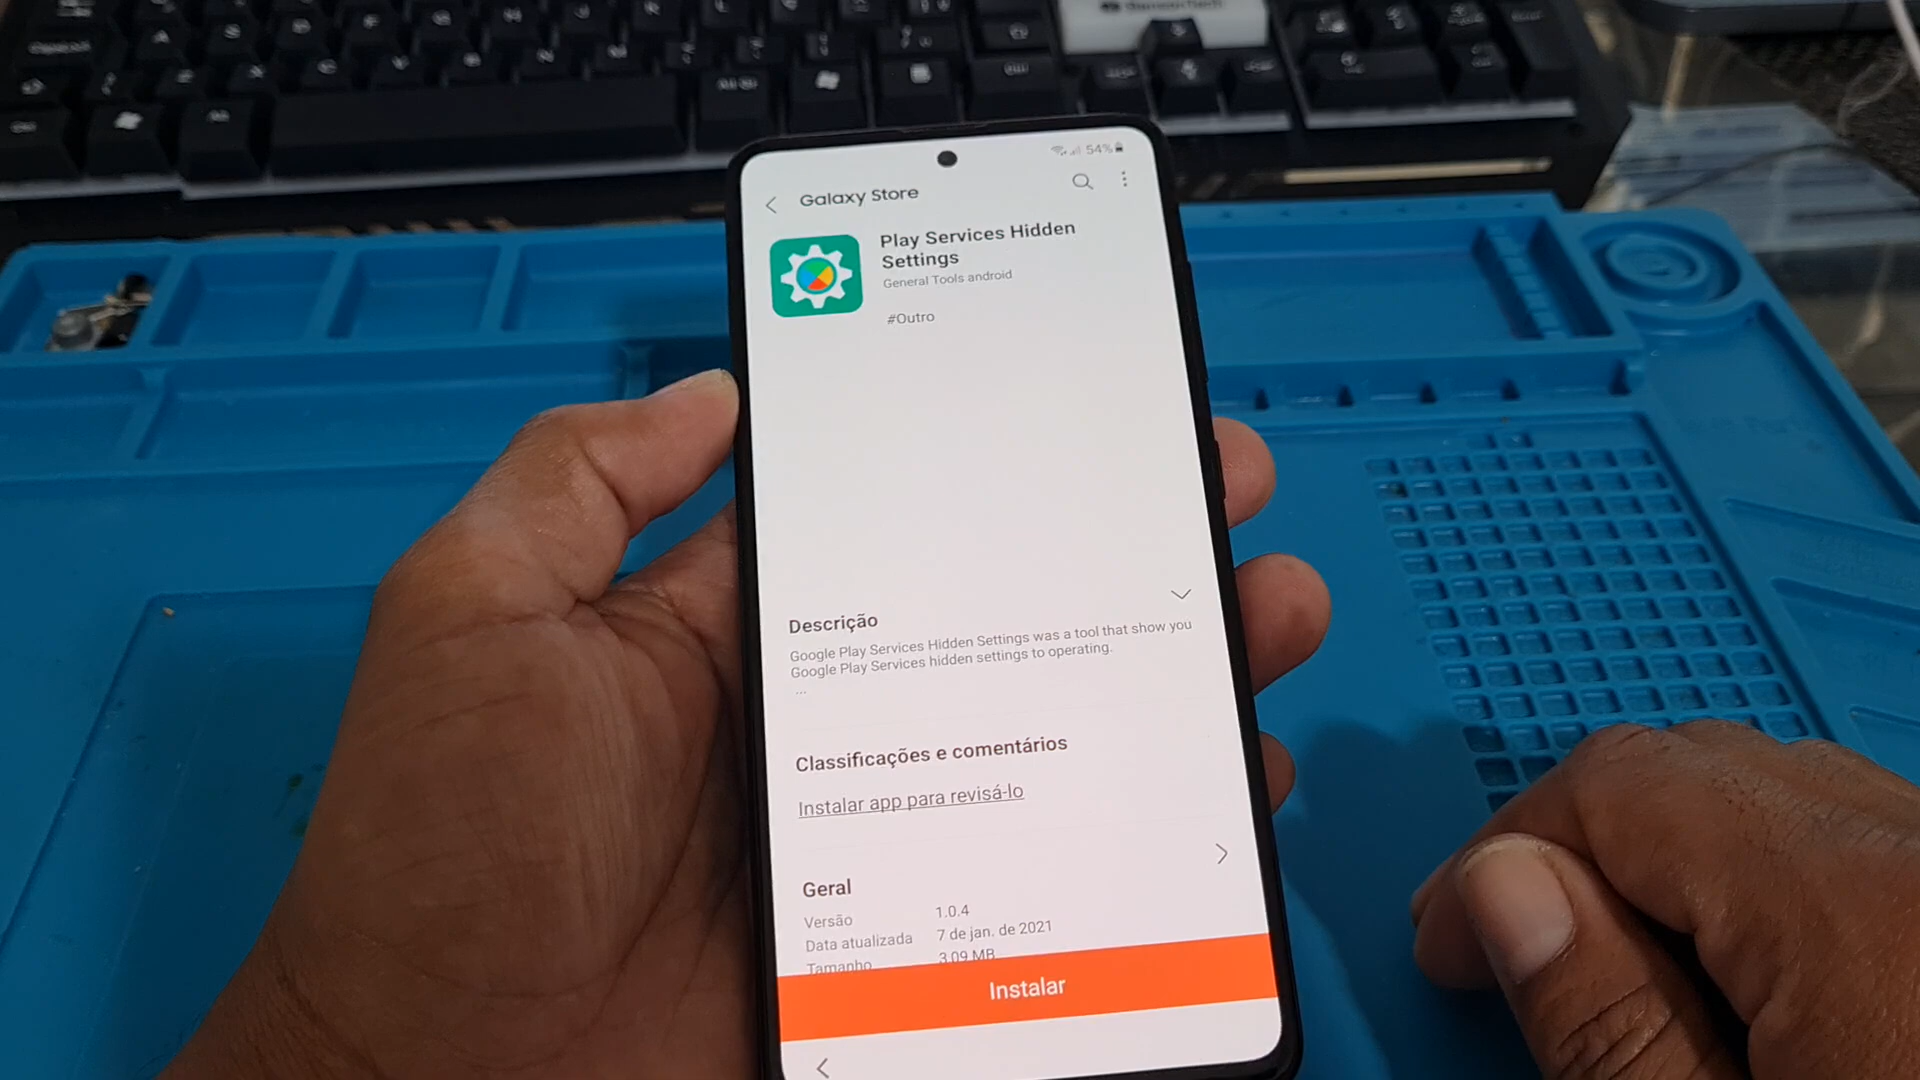 54%
Galaxy Store
Play Services Hidden
Settings
General Tools android
#Outro
Descrição
Google Play Services Hidden Settings was a tool that show you
Google Play Services hidden settings to operating.
...
Classificações e comentários
Instalar app para revisá-lo
Geral
Versão 1.0.4
Data atualizada 7 de jan. de 2021
Tamanho 3.09 MB
Instalar